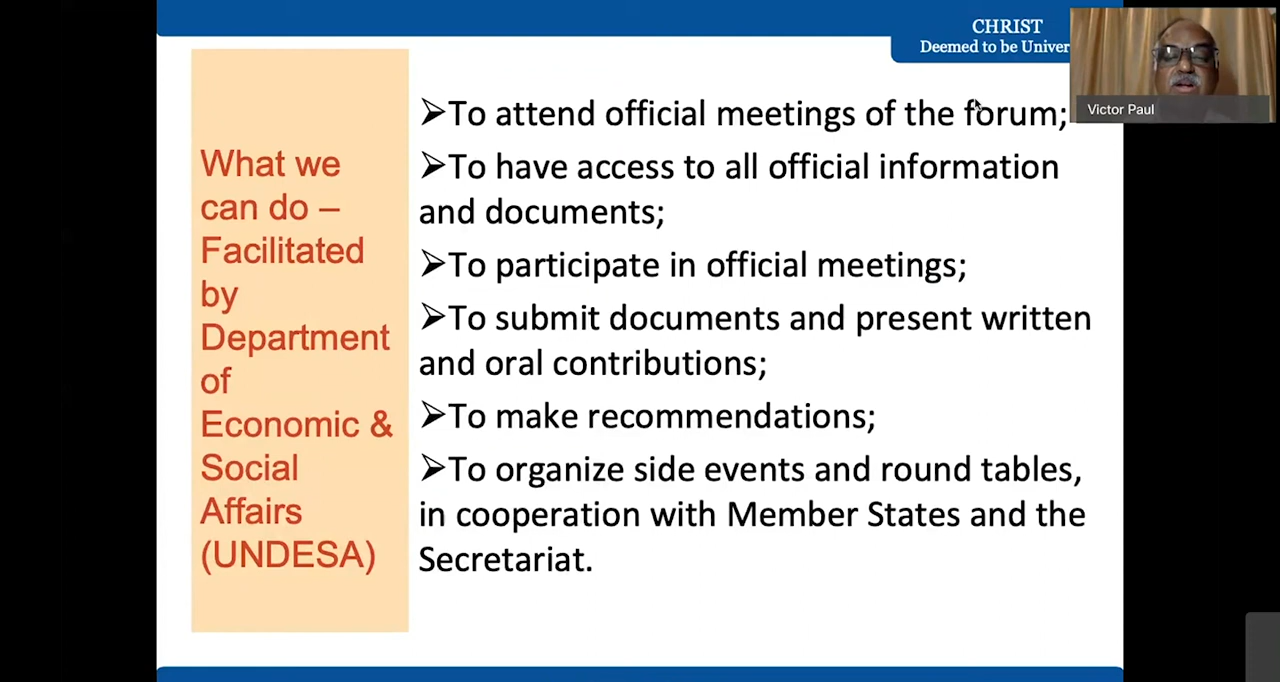 CHRIST
Deemed to be Univer
Victor Paul
What we
can do –
Facilitated
by
Department
of
Economic &
Social
Affairs
(UNDESA)
➢To attend official meetings of the forum;
➢To have access to all official information
and documents;
➢To participate in official meetings;
➢To submit documents and present written
and oral contributions;
➢To make recommendations;
➢To organize side events and round tables,
in cooperation with Member States and the
Secretariat.